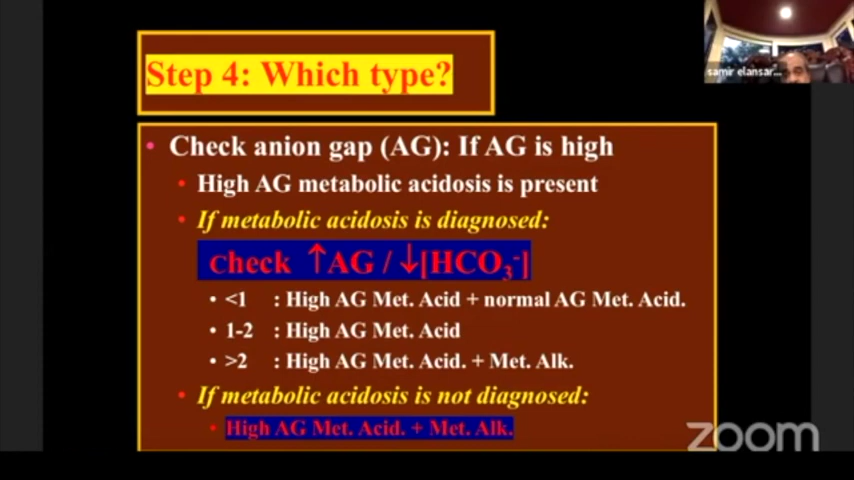 Step 4: Which type?
samir elansar...
• Check anion gap (AG): If AG is high
• High AG metabolic acidosis is present
• If metabolic acidosis is diagnosed:
Check ↑AG / ↓[HCO₃⁻]
• <1 : High AG Met. Acid + normal AG Met. Acid.
• 1-2 : High AG Met. Acid
• >2 : High AG Met. Acid. + Met. Alk.
• If metabolic acidosis is not diagnosed:
• High AG Met. Acid. + Met. Alk.
zoom